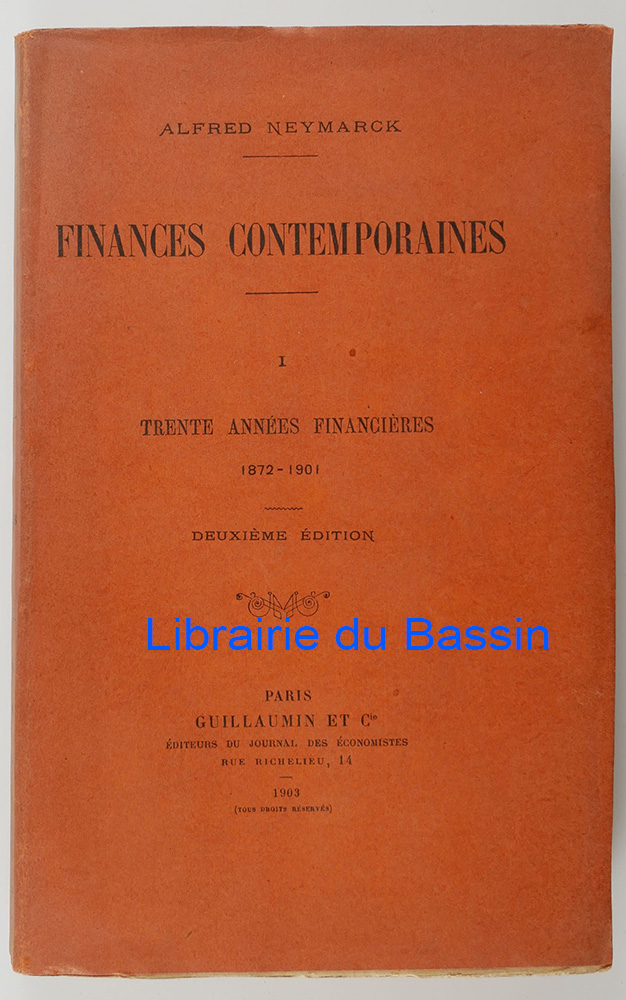 ALFRED NEYMARCK
FINANCES CONTEMPORAINES
I
TRENTE ANNÉES FINANCIÈRES
1872-1901
DEUXIÈME ÉDITION
Librairie du Bassin
PARIS
GUILLAUMIN ET Cie
ÉDITEURS DU JOURNAL DES ÉCONOMISTES
RUE RICHELIEU, 14
1903
(TOUS DROITS RÉSERVÉS)